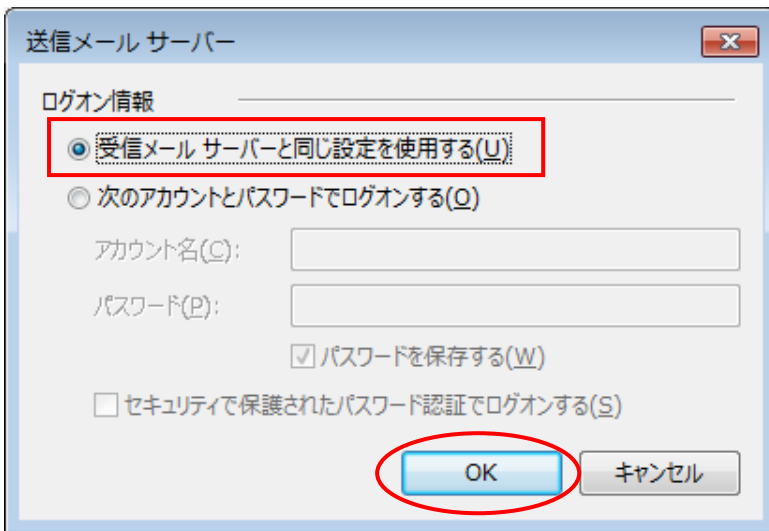 送信メール サーバー
ログオン情報
受信メール サーバーと同じ設定を使用する(U)
次のアカウントとパスワードでログオンする(O)
アカウント名(C):
パスワード(P):
パスワードを保存する(W)
セキュリティで保護されたパスワード認証でログオンする(S)
OK キャンセル